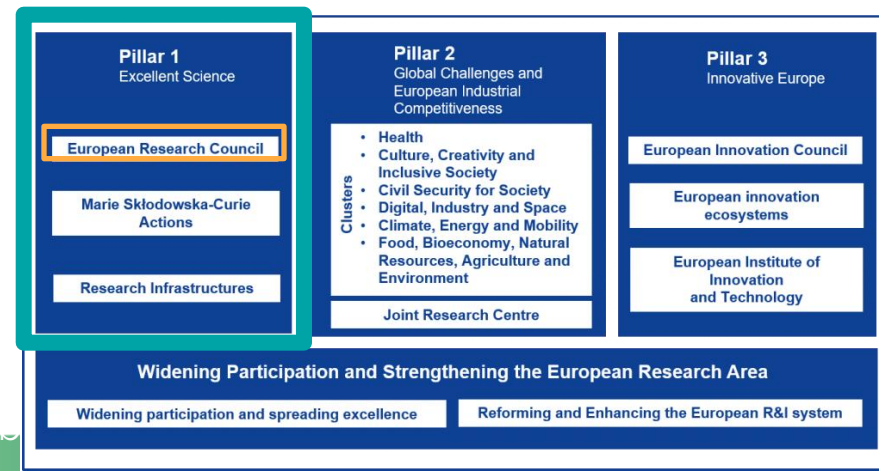 Pillar 1
Excellent Science
European Research Council
Marie Skłodowska-Curie
Actions
Research Infrastructures
Pillar 2
Global Challenges and
European Industrial
Competitiveness
Clusters
• Health
• Culture, Creativity and
Inclusive Society
• Civil Security for Society
• Digital, Industry and Space
• Climate, Energy and Mobility
• Food, Bioeconomy, Natural
Resources, Agriculture and
Environment
Joint Research Centre
Pillar 3
Innovative Europe
European Innovation Council
European innovation
ecosystems
European Institute of
Innovation
and Technology
Widening Participation and Strengthening the European Research Area
Widening participation and spreading excellence
Reforming and Enhancing the European R&I system